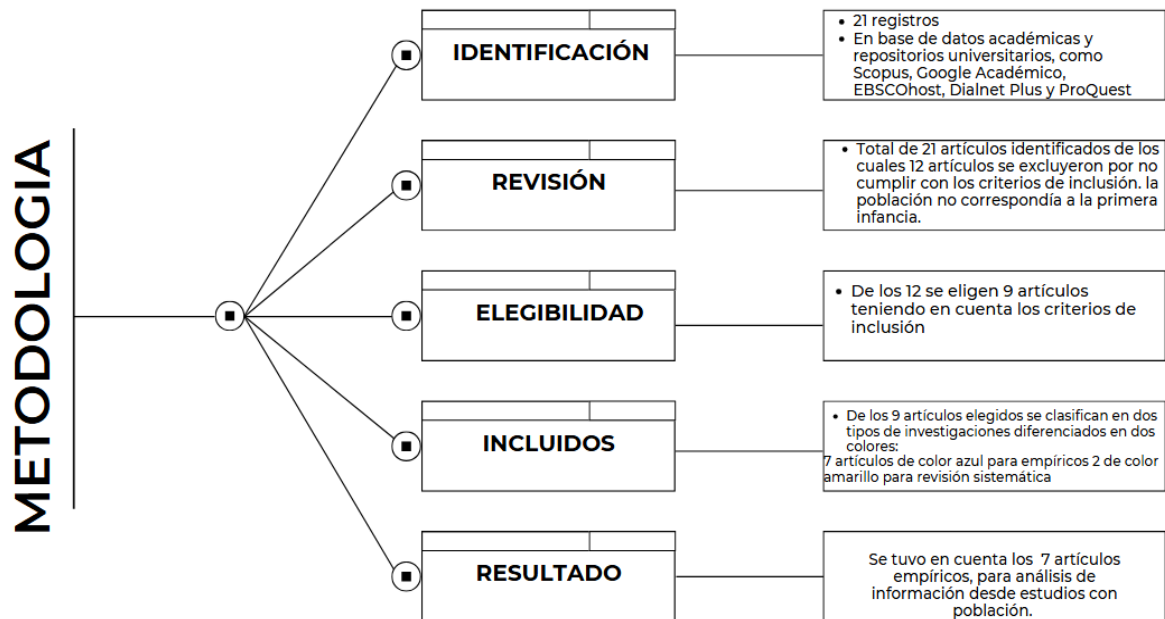 METODOLOGIA
IDENTIFICACIÓN
• 21 registros
• En base de datos académicas y
repositorios universitarios, como
Scopus, Google Académico,
EBSCOhost, Dialnet Plus y ProQuest
REVISIÓN
• Total de 21 artículos identificados de los
cuales 12 artículos se excluyeron por no
cumplir con los criterios de inclusión. la
población no correspondía a la primera
infancia.
ELEGIBILIDAD
• De los 12 se eligen 9 artículos
teniendo en cuenta los criterios de
inclusión
INCLUIDOS
• De los 9 artículos elegidos se clasifican en dos
tipos de investigaciones diferenciados en dos
colores:
7 artículos de color azul para empíricos 2 de color
amarillo para revisión sistemática
RESULTADO
Se tuvo en cuenta los 7 artículos
empíricos, para análisis de
información desde estudios con
población.